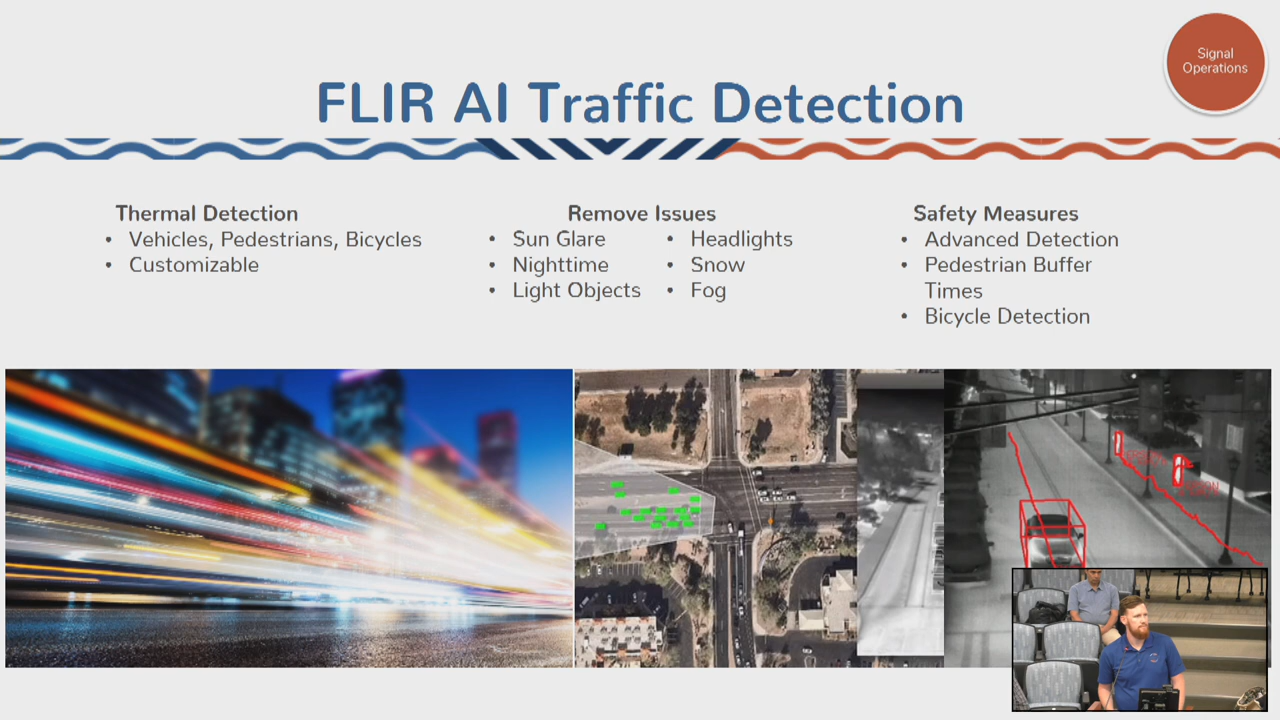 Signal
Operations
FLIR AI Traffic Detection
Thermal Detection
• Vehicles, Pedestrians, Bicycles
• Customizable
Remove Issues
• Sun Glare
• Nighttime
• Light Objects
• Headlights
• Snow
• Fog
Safety Measures
• Advanced Detection
• Pedestrian Buffer
Times
• Bicycle Detection